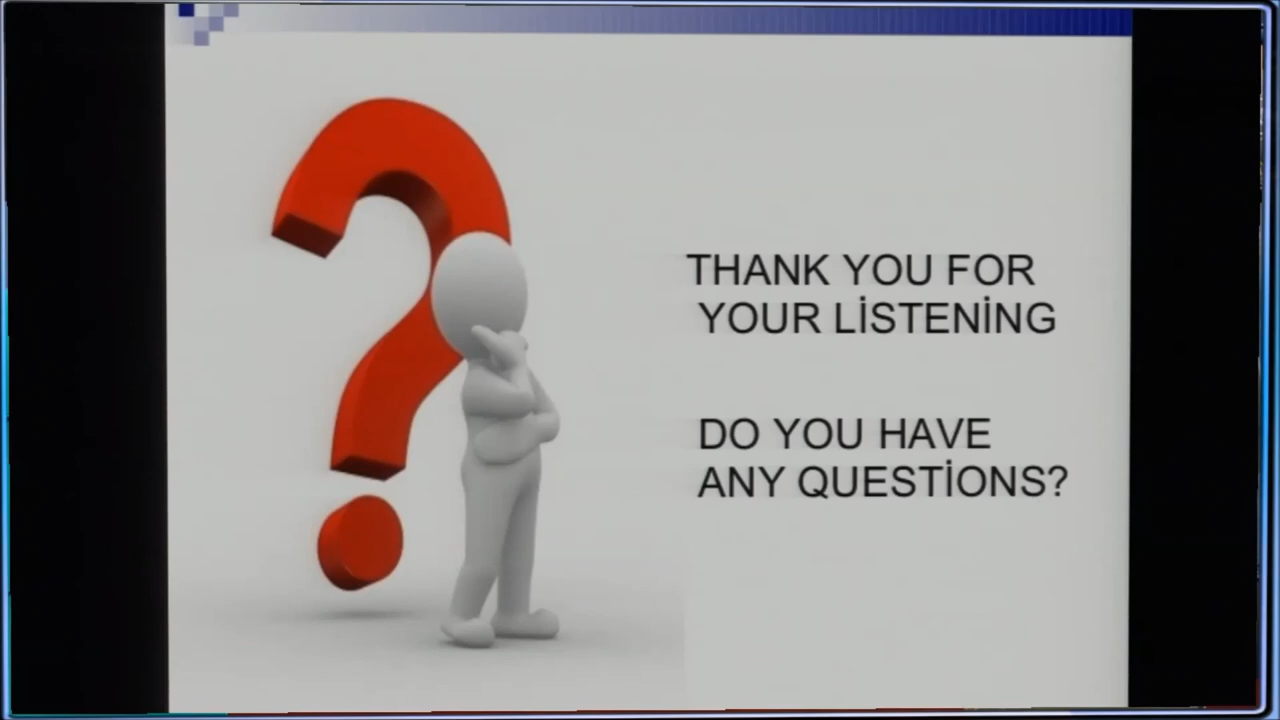 THANK YOU FOR
YOUR LİSTENİNG
DO YOU HAVE
ANY QUESTİONS?